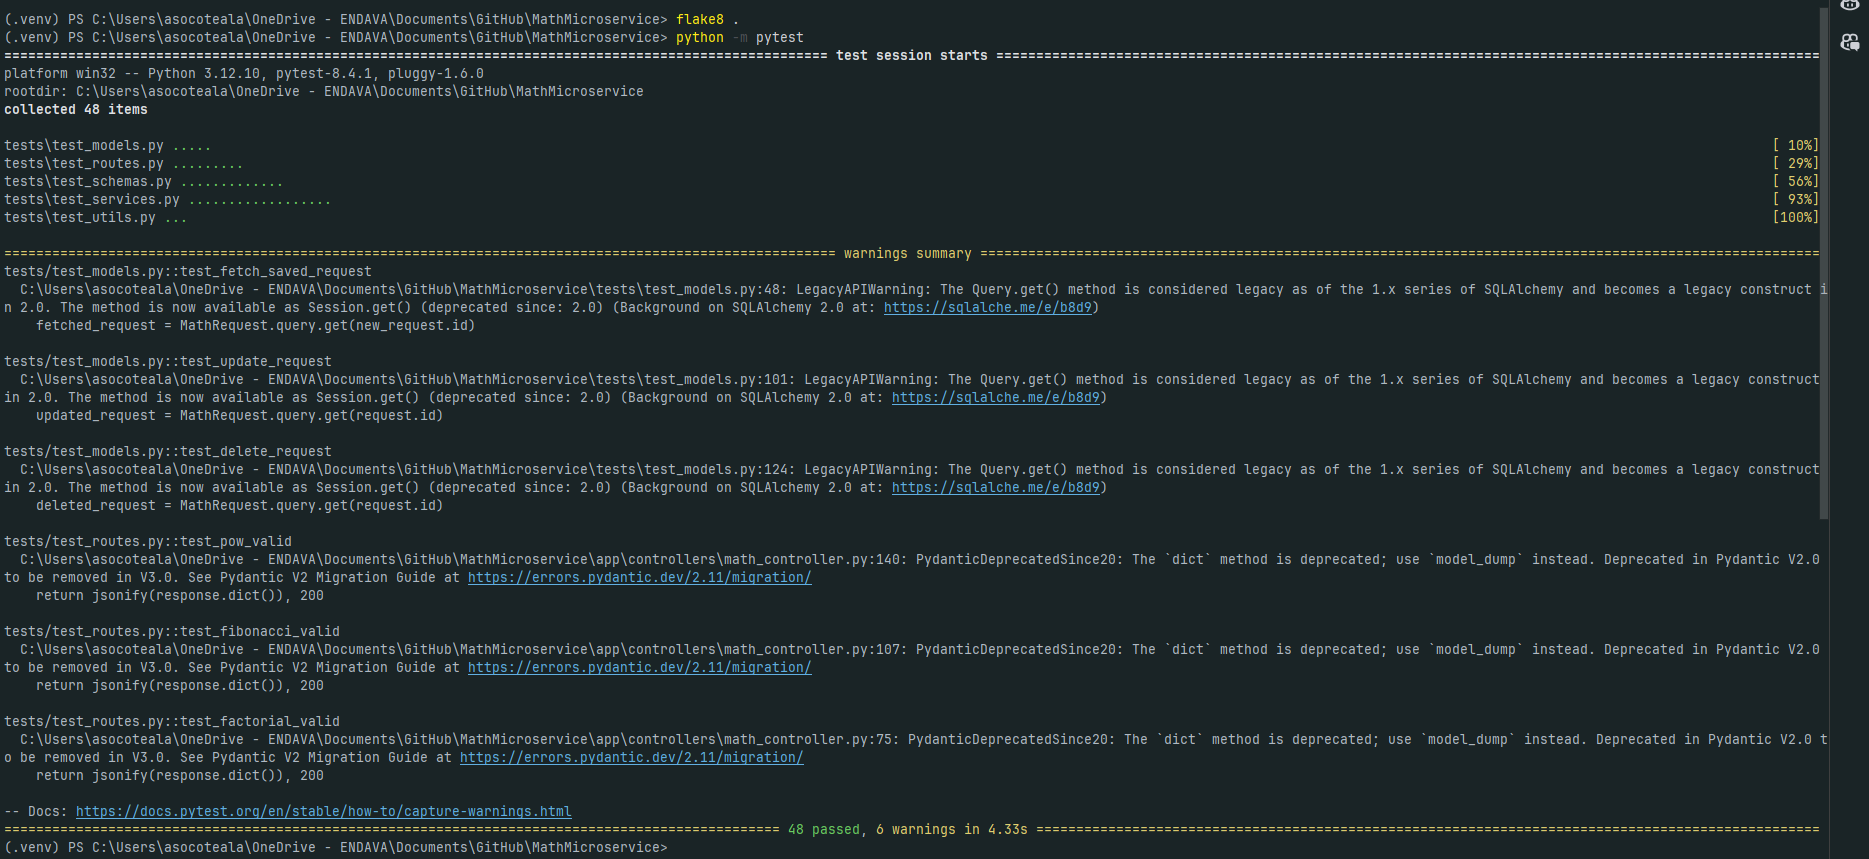 (.venv) PS C:\Users\asocoteala\OneDrive - ENDAVA\Documents\GitHub\MathMicroservice> flake8 .
(.venv) PS C:\Users\asocoteala\OneDrive - ENDAVA\Documents\GitHub\MathMicroservice> python -m pytest
======================================================================================================= test session starts =======================================================================================================
platform win32 -- Python 3.12.10, pytest-8.4.1, pluggy-1.6.0
rootdir: C:\Users\asocoteala\OneDrive - ENDAVA\Documents\GitHub\MathMicroservice
collected 48 items
tests\test_models.py ..... [ 10%]
tests\test_routes.py ......... [ 29%]
tests\test_schemas.py ............. [ 56%]
tests\test_services.py .................. [ 93%]
tests\test_utils.py ... [100%]
======================================================================================================== warnings summary =========================================================================================================
tests/test_models.py::test_fetch_saved_request
C:\Users\asocoteala\OneDrive - ENDAVA\Documents\GitHub\MathMicroservice\tests\test_models.py:48: LegacyAPIWarning: The Query.get() method is considered legacy as of the 1.x series of SQLAlchemy and becomes a legacy construct i
n 2.0. The method is now available as Session.get() (deprecated since: 2.0) (Background on SQLAlchemy 2.0 at: https://sqlalche.me/e/b8d9)
fetched_request = MathRequest.query.get(new_request.id)
tests/test_models.py::test_update_request
C:\Users\asocoteala\OneDrive - ENDAVA\Documents\GitHub\MathMicroservice\tests\test_models.py:101: LegacyAPIWarning: The Query.get() method is considered legacy as of the 1.x series of SQLAlchemy and becomes a legacy construct
in 2.0. The method is now available as Session.get() (deprecated since: 2.0) (Background on SQLAlchemy 2.0 at: https://sqlalche.me/e/b8d9)
updated_request = MathRequest.query.get(request.id)
tests/test_models.py::test_delete_request
C:\Users\asocoteala\OneDrive - ENDAVA\Documents\GitHub\MathMicroservice\tests\test_models.py:124: LegacyAPIWarning: The Query.get() method is considered legacy as of the 1.x series of SQLAlchemy and becomes a legacy construct
in 2.0. The method is now available as Session.get() (deprecated since: 2.0) (Background on SQLAlchemy 2.0 at: https://sqlalche.me/e/b8d9)
deleted_request = MathRequest.query.get(request.id)
tests/test_routes.py::test_pow_valid
C:\Users\asocoteala\OneDrive - ENDAVA\Documents\GitHub\MathMicroservice\app\controllers\math_controller.py:140: PydanticDeprecatedSince20: The `dict` method is deprecated; use `model_dump` instead. Deprecated in Pydantic V2.0
to be removed in V3.0. See Pydantic V2 Migration Guide at https://errors.pydantic.dev/2.11/migration/
return jsonify(response.dict()), 200
tests/test_routes.py::test_fibonacci_valid
C:\Users\asocoteala\OneDrive - ENDAVA\Documents\GitHub\MathMicroservice\app\controllers\math_controller.py:107: PydanticDeprecatedSince20: The `dict` method is deprecated; use `model_dump` instead. Deprecated in Pydantic V2.0
to be removed in V3.0. See Pydantic V2 Migration Guide at https://errors.pydantic.dev/2.11/migration/
return jsonify(response.dict()), 200
tests/test_routes.py::test_factorial_valid
C:\Users\asocoteala\OneDrive - ENDAVA\Documents\GitHub\MathMicroservice\app\controllers\math_controller.py:75: PydanticDeprecatedSince20: The `dict` method is deprecated; use `model_dump` instead. Deprecated in Pydantic V2.0 t
o be removed in V3.0. See Pydantic V2 Migration Guide at https://errors.pydantic.dev/2.11/migration/
return jsonify(response.dict()), 200
-- Docs: https://docs.pytest.org/en/stable/how-to/capture-warnings.html
================================================================================================= 48 passed, 6 warnings in 4.33s ==================================================================================================
(.venv) PS C:\Users\asocoteala\OneDrive - ENDAVA\Documents\GitHub\MathMicroservice>